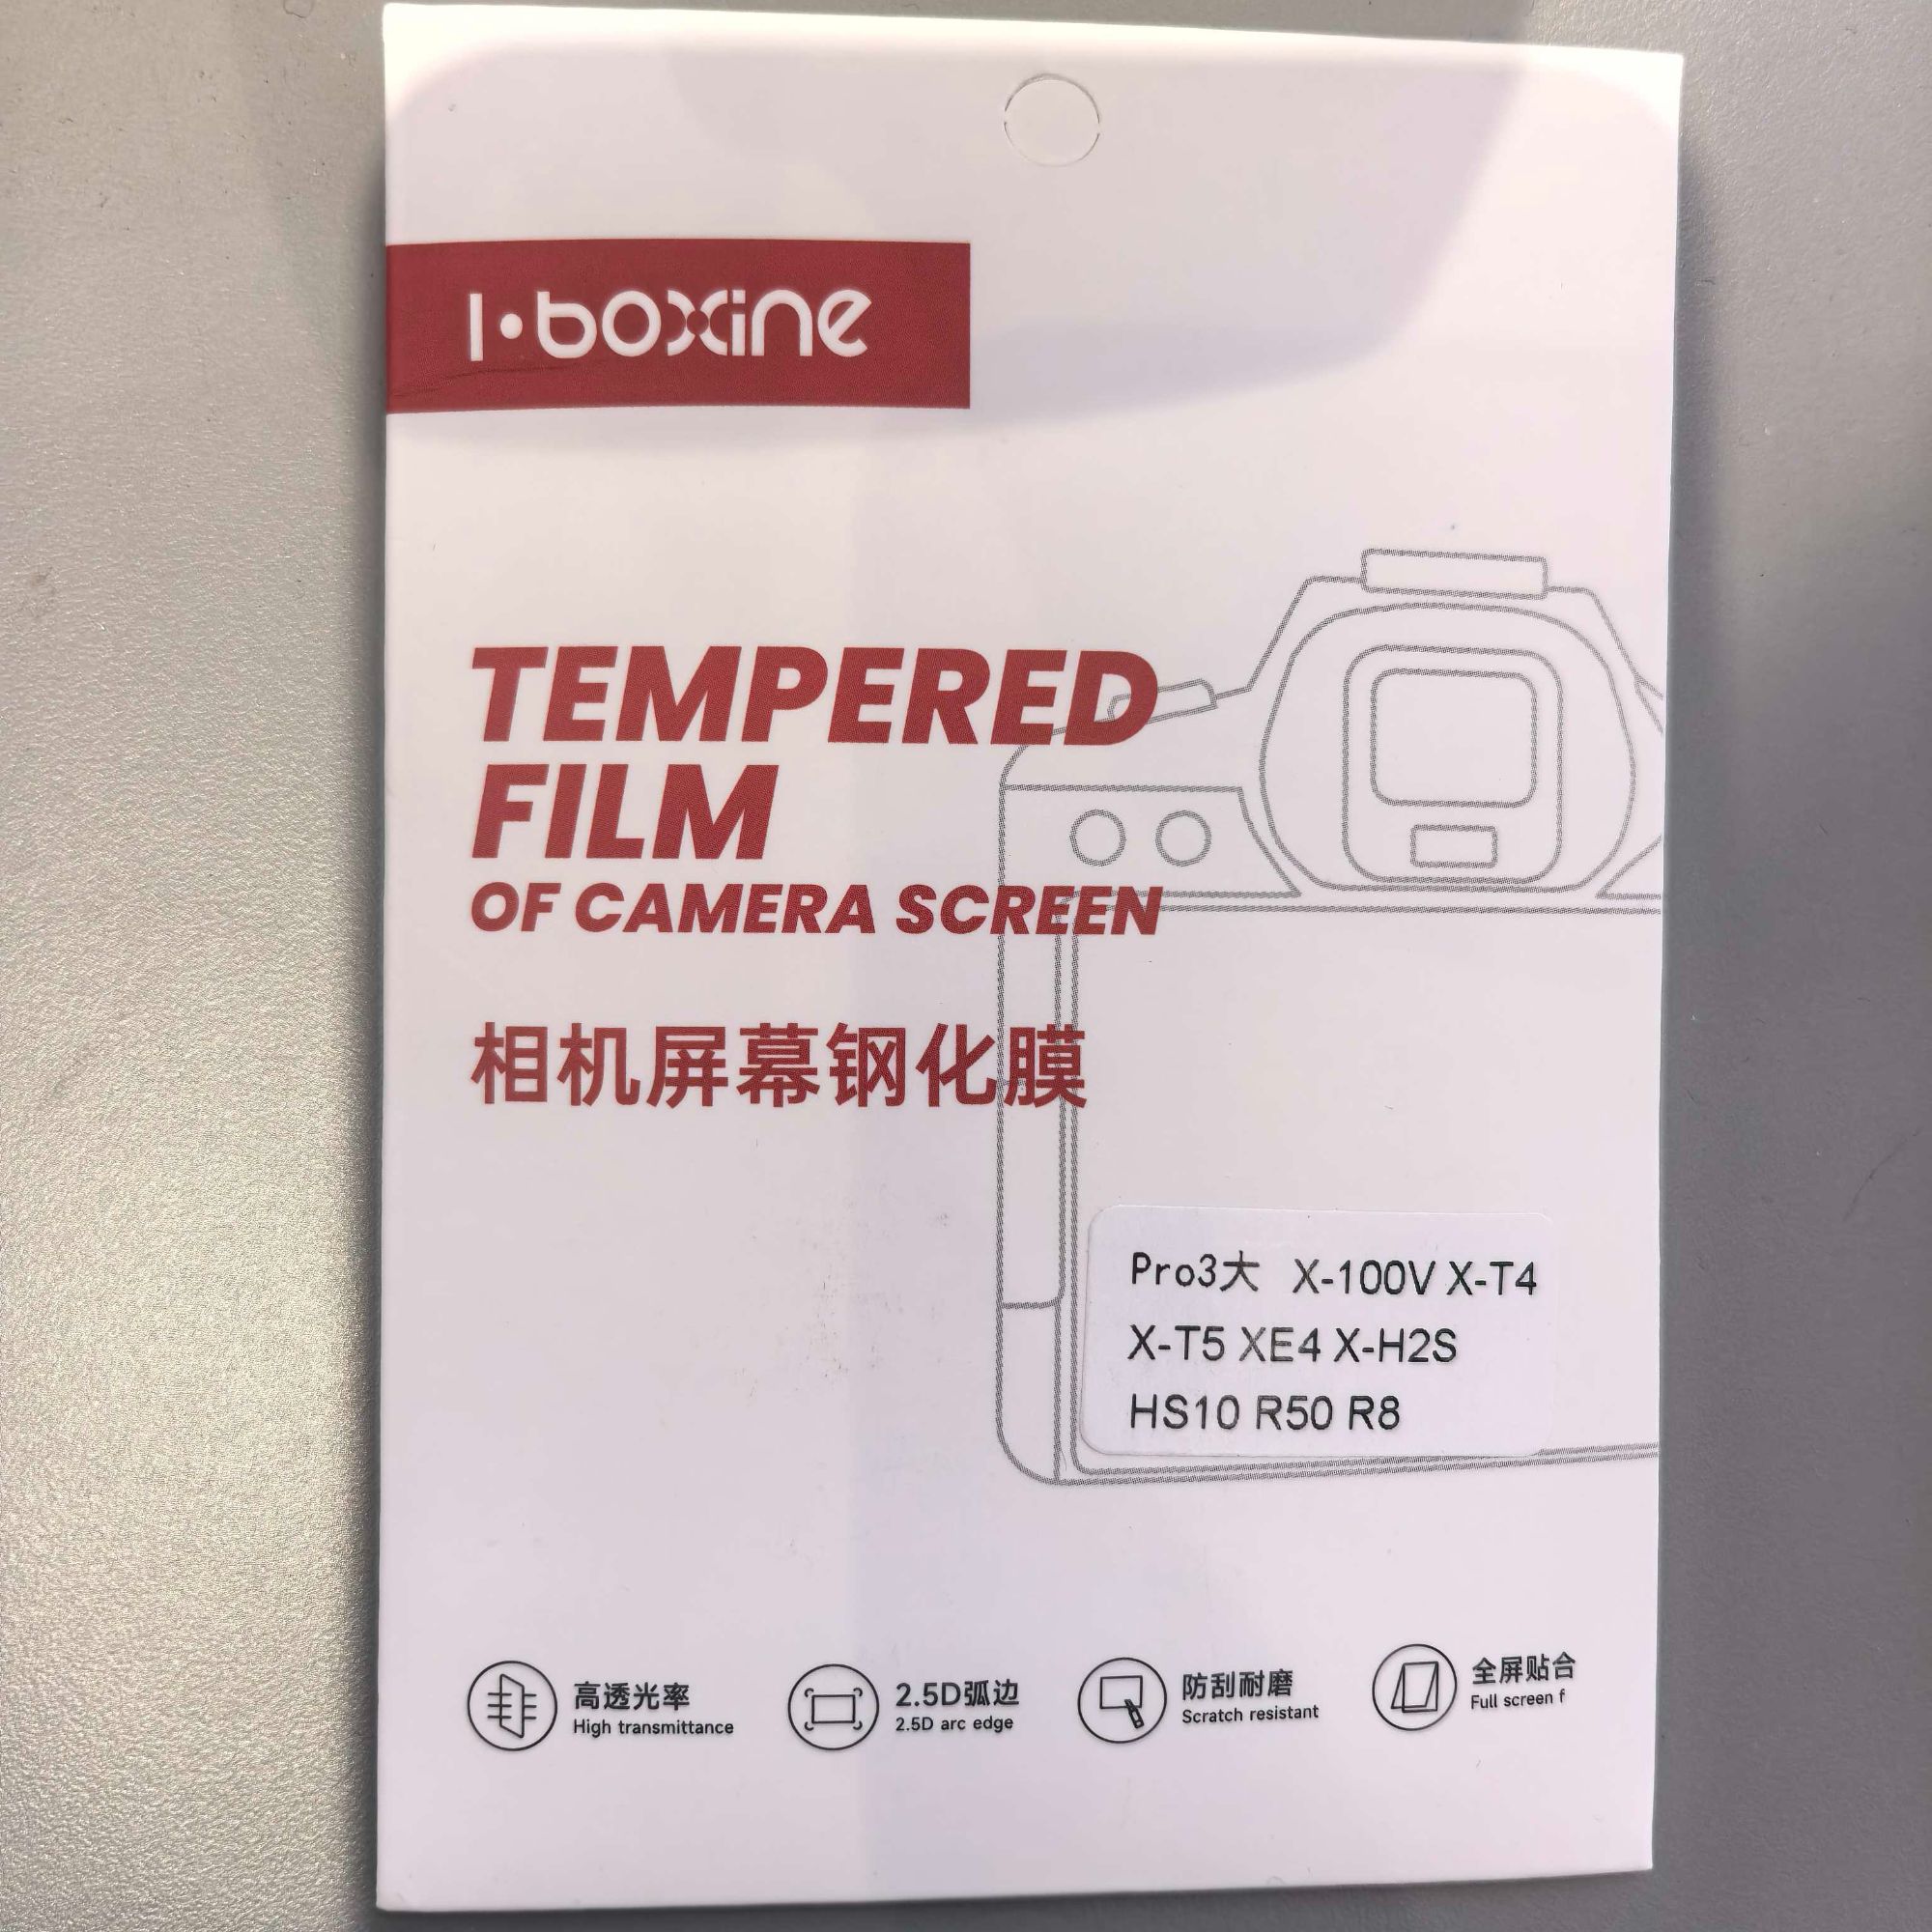 I·boxine
TEMPERED
FILM
OF CAMERA SCREEN
相机屏幕钢化膜
Pro3大 X-100V X-T4
X-T5 XE4 X-H2S
HS10 R50 R8
高透光率
High transmittance
2.5D弧边
2.5D arc edge
防刮耐磨
Scratch resistant
全屏贴合
Full screen f